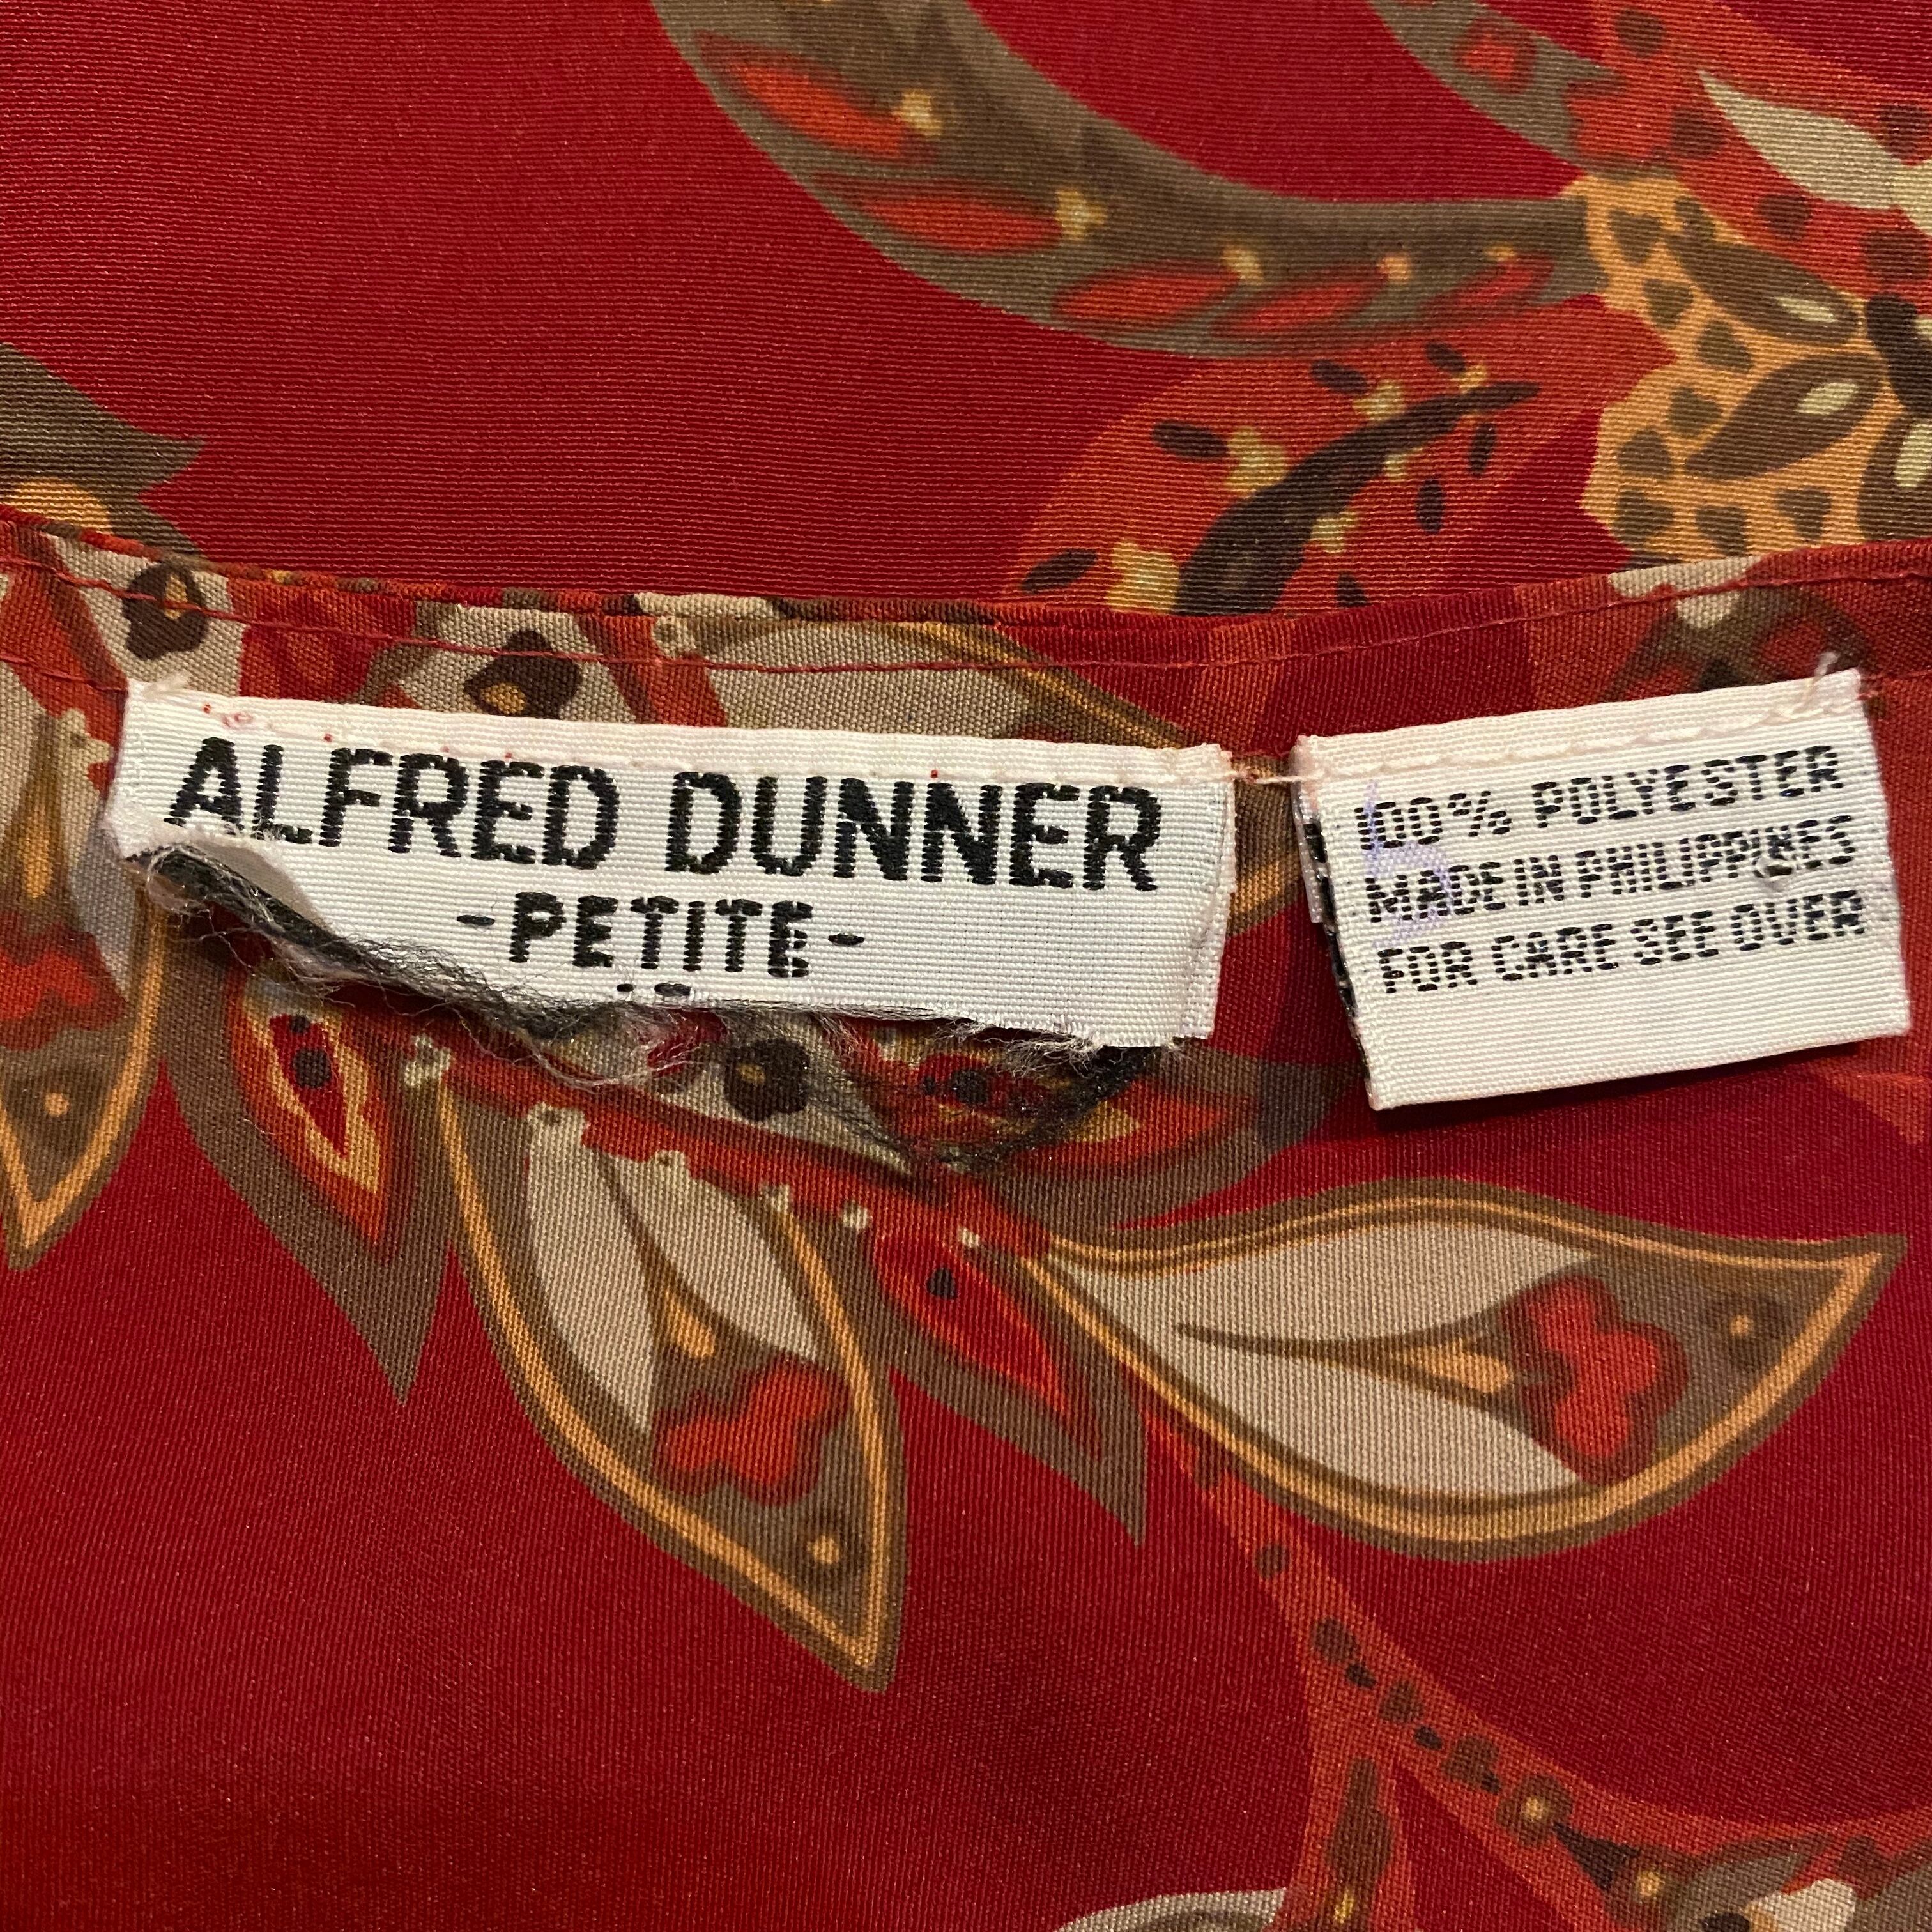 ALFRED DUNNER
-PETITE-
100% POLYESTER
MADE IN PHILIPPINES
FOR CARE SEE OVER